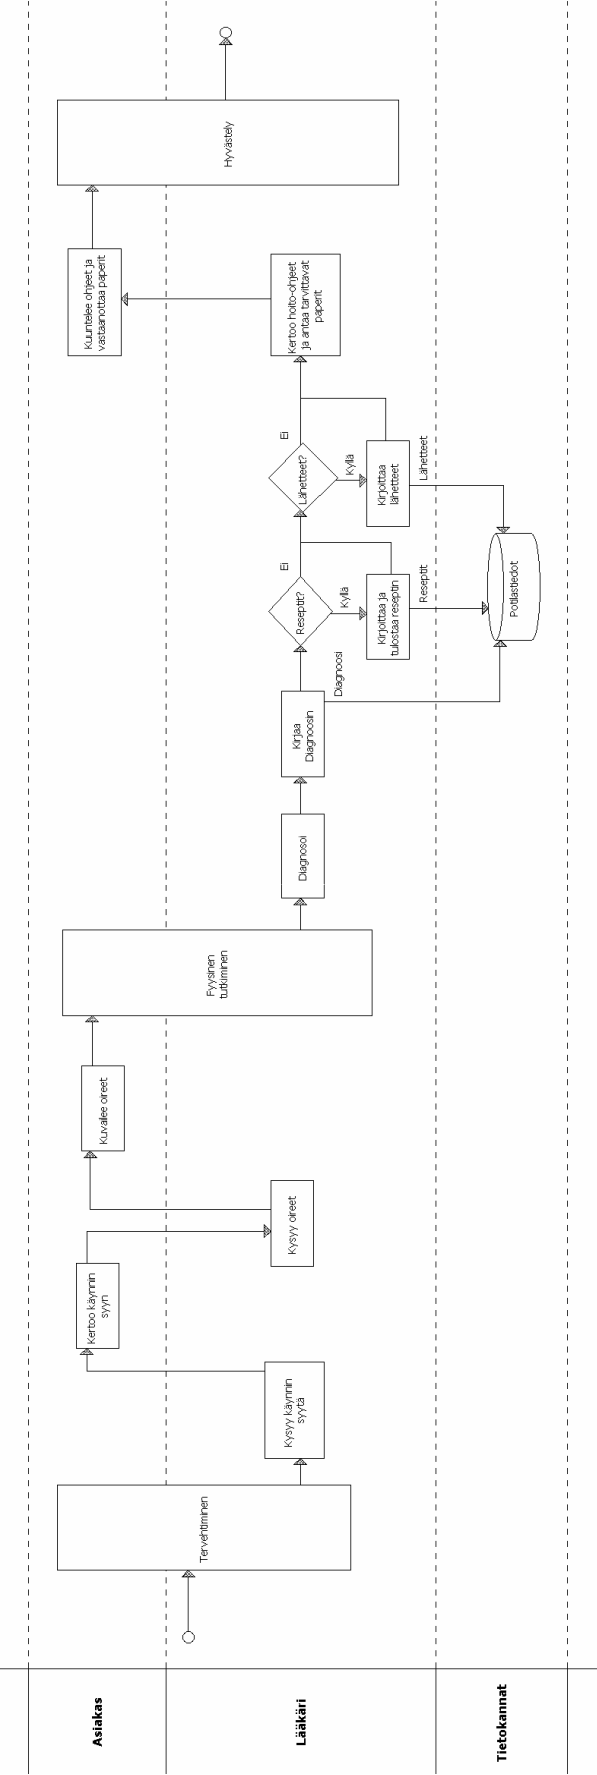 Asiakas
Lääkäri
Tietokannat
Tervehtiminen
Kysyy käynnin
syytä
Kertoo käynnin
syyn
Kysyy oireet
Kuvailee oireet
Fyysinen
tutkiminen
Diagnosoi
Kirjaa
Diagnoosin
Diagnoosi
Reseptit?
Ei
Kyllä
Kirjoittaa ja
tulostaa reseptin
Reseptit
Potilastiedot
Lähetteet?
Ei
Kyllä
Kirjoittaa
lähetteet
Lähetteet
Kertoo hoito-ohjeet
ja antaa tarvittavat
paperit
Kuuntelee ohjeet ja
vastaanottaa paperit
Hyvästely